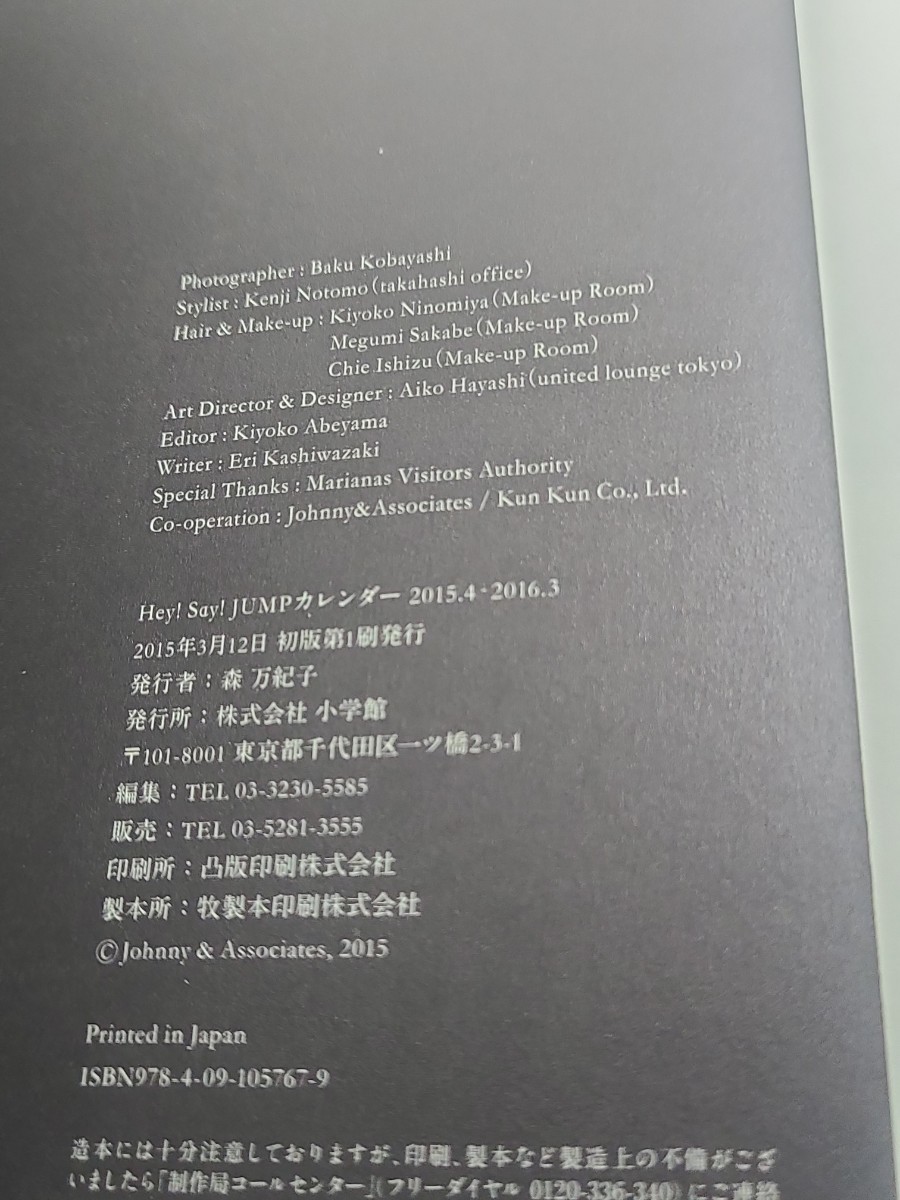 Photographer : Baku Kobayashi
Stylist : Kenji Notomo (takahashi office)
Hair & Make-up : Kiyoko Ninomiya (Make-up Room)
Megumi Sakabe (Make-up Room)
Chie Ishizu (Make-up Room)
Art Director & Designer : Aiko Hayashi (united lounge tokyo)
Editor : Kiyoko Abeyama
Writer : Eri Kashiwazaki
Special Thanks : Marianas Visitors Authority
Co-operation : Johnny&Associates / Kun Kun Co., Ltd.
Hey! Say! JUMPカレンダー 2015.4-2016.3
2015年3月12日 初版第1刷発行
発行者：森 万紀子
発行所：株式会社 小学館
〒101-8001 東京都千代田区一ツ橋2-3-1
編集：TEL 03-3230-5585
販売：TEL 03-5281-3555
印刷所：凸版印刷株式会社
製本所：牧製本印刷株式会社
©Johnny & Associates, 2015
Printed in Japan
ISBN978-4-09-105767-9
造本には十分注意しておりますが、印刷、製本など製造上の不備がござ
いましたら「制作局コールセンター」(フリーダイヤル 0120-336-340)にご連絡